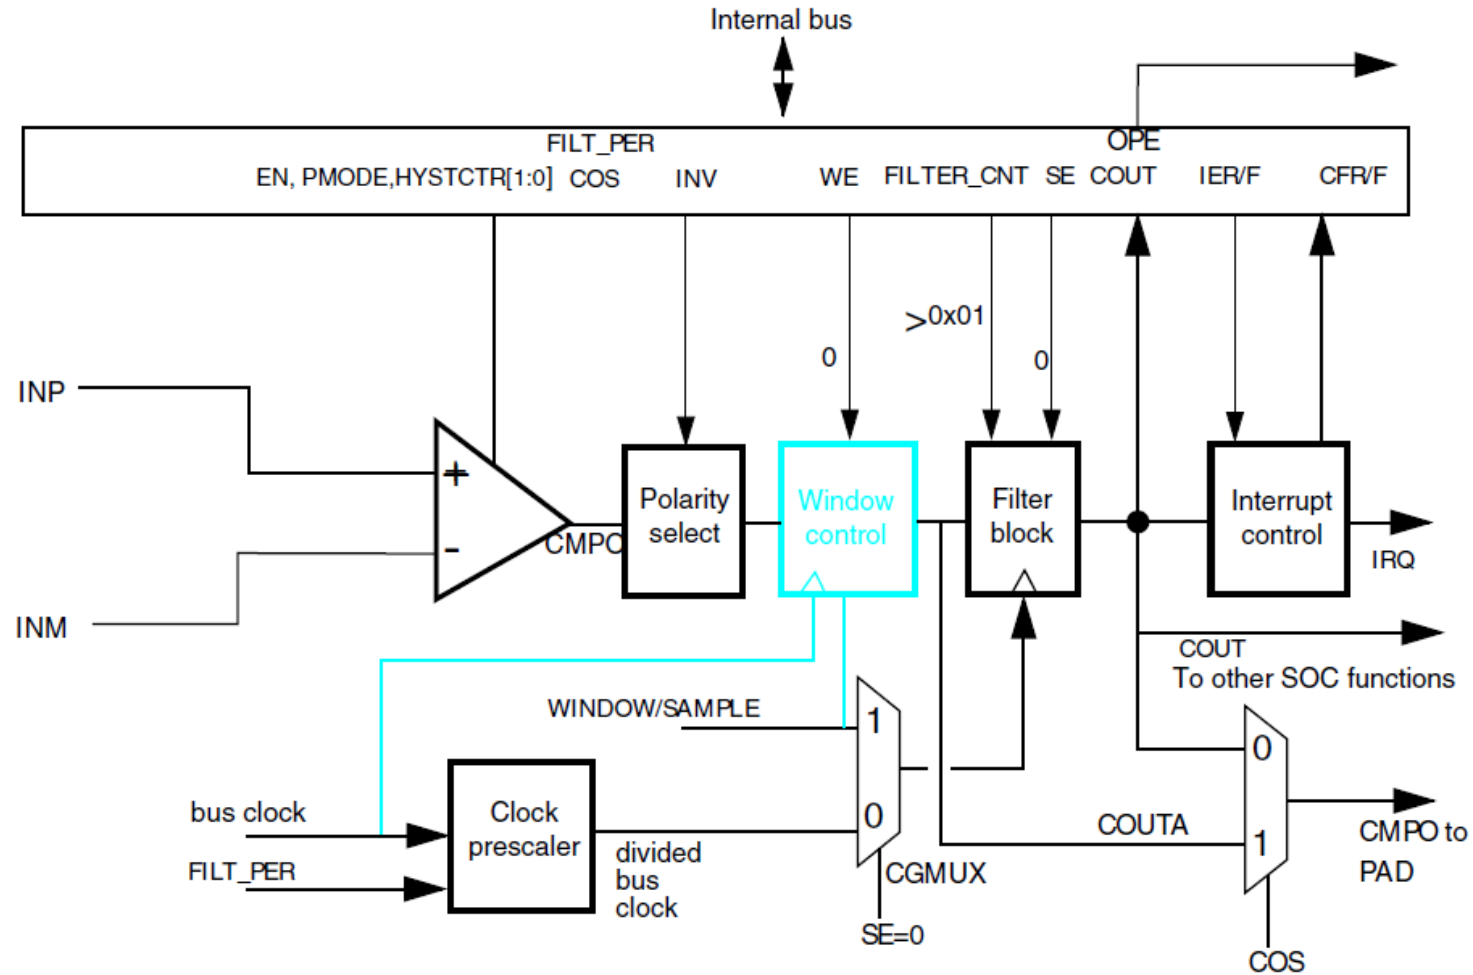 Internal bus
FILT_PER
OPE
EN, PMODE,HYSTCTR[1:0]
COS
INV
WE
FILTER_CNT
SE
COUT
IER/F
CFR/F
>0x01
0
0
INP
+
-
INM
CMPO
Polarity
select
Window
control
Filter
block
Interrupt
control
IRQ
COUT
To other SOC functions
WINDOW/SAMPLE
1
0
bus clock
FILT_PER
Clock
prescaler
divided
bus
clock
CGMUX
SE=0
COUTA
0
1
CMPO to
PAD
COS